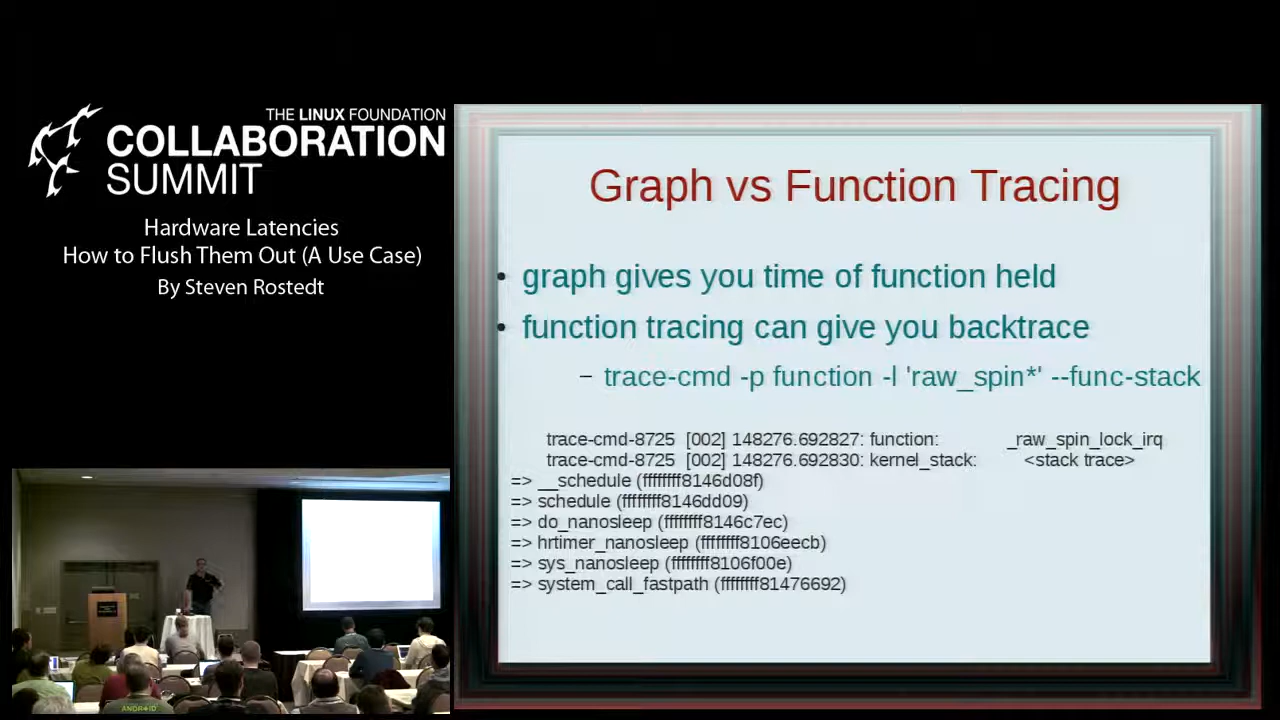 THE LINUX FOUNDATION
COLLABORATION
SUMMIT
Hardware Latencies
How to Flush Them Out (A Use Case)
By Steven Rostedt
Graph vs Function Tracing
• graph gives you time of function held
• function tracing can give you backtrace
– trace-cmd -p function -l 'raw_spin*' --func-stack
trace-cmd-8725 [002] 148276.692827: function: _raw_spin_lock_irq
trace-cmd-8725 [002] 148276.692830: kernel_stack: <stack trace>
=> __schedule (ffffffff8146d08f)
=> schedule (ffffffff8146dd09)
=> do_nanosleep (ffffffff8146c7ec)
=> hrtimer_nanosleep (ffffffff8106eecb)
=> sys_nanosleep (ffffffff8106f00e)
=> system_call_fastpath (ffffffff81476692)
ANDROID